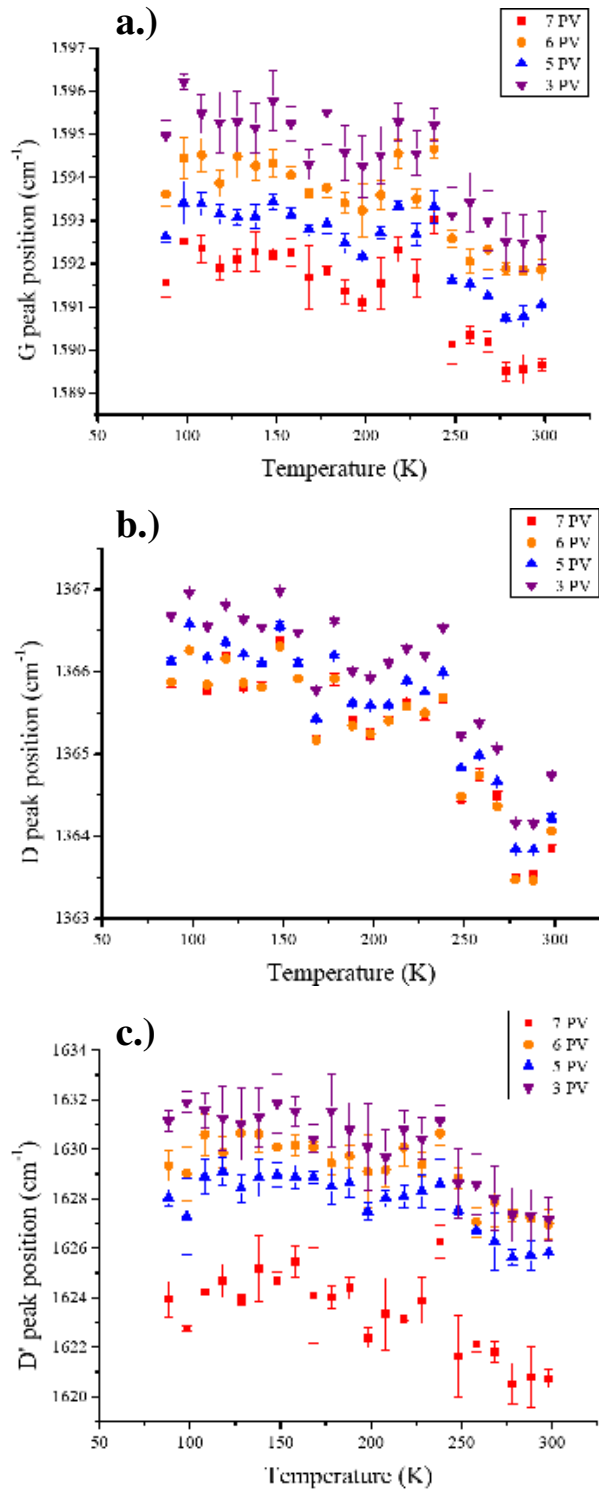 a.)
7 PV
6 PV
5 PV
3 PV
1597
1596
1595
1594
1593
1592
1591
1590
1589
G peak position (cm⁻¹)
50
100
150
200
250
300
Temperature (K)
b.)
7 PV
6 PV
5 PV
3 PV
1367
1366
1365
1364
1363
D peak position (cm⁻¹)
50
100
150
200
250
300
Temperature (K)
c.)
7 PV
6 PV
5 PV
3 PV
1634
1632
1630
1628
1626
1624
1622
1620
D' peak position (cm⁻¹)
50
100
150
200
250
300
Temperature (K)